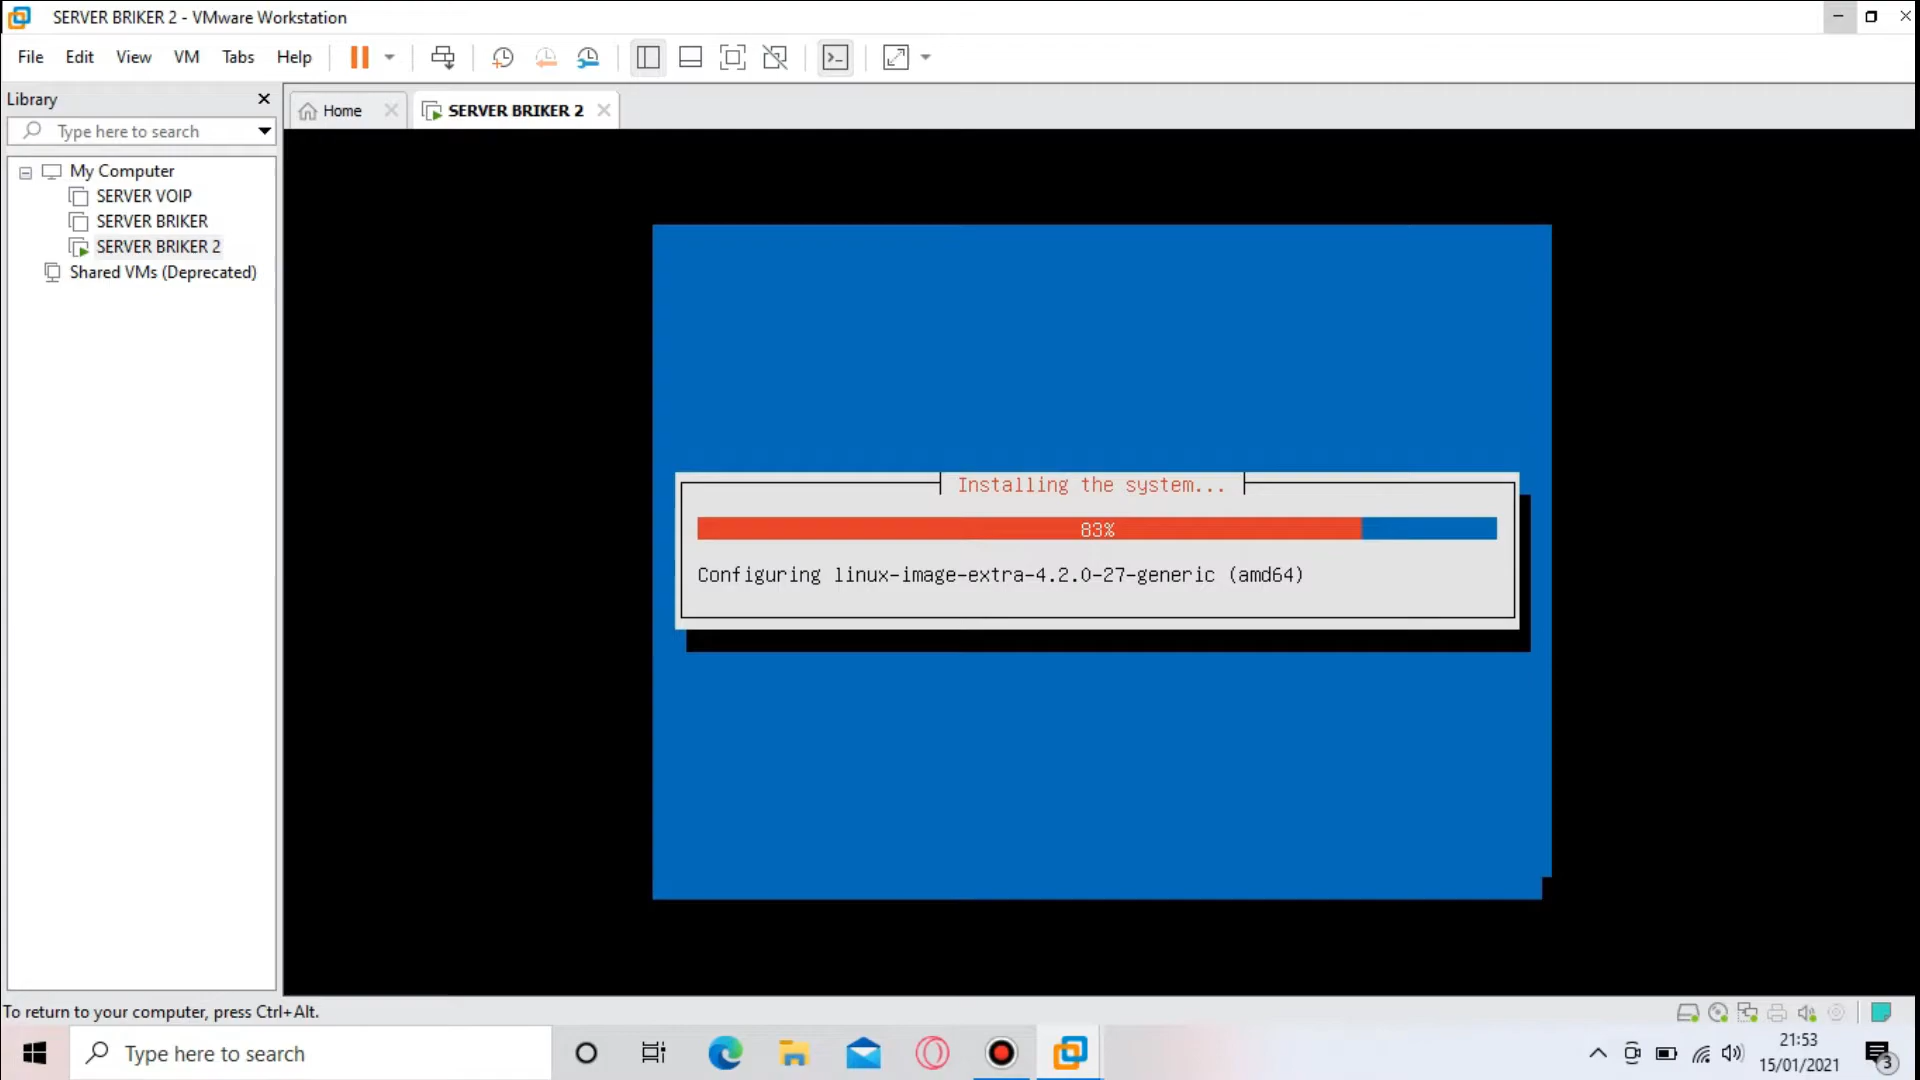 SERVER BRIKER 2 - VMware Workstation
File Edit View VM Tabs Help
Library
Type here to search
My Computer
SERVER VOIP
SERVER BRIKER
SERVER BRIKER 2
Shared VMs (Deprecated)
Home
SERVER BRIKER 2
Installing the system...
83%
Configuring linux-image-extra-4.2.0-27-generic (amd64)
To return to your computer, press Ctrl+Alt.
Type here to search
21:53
15/01/2021
3